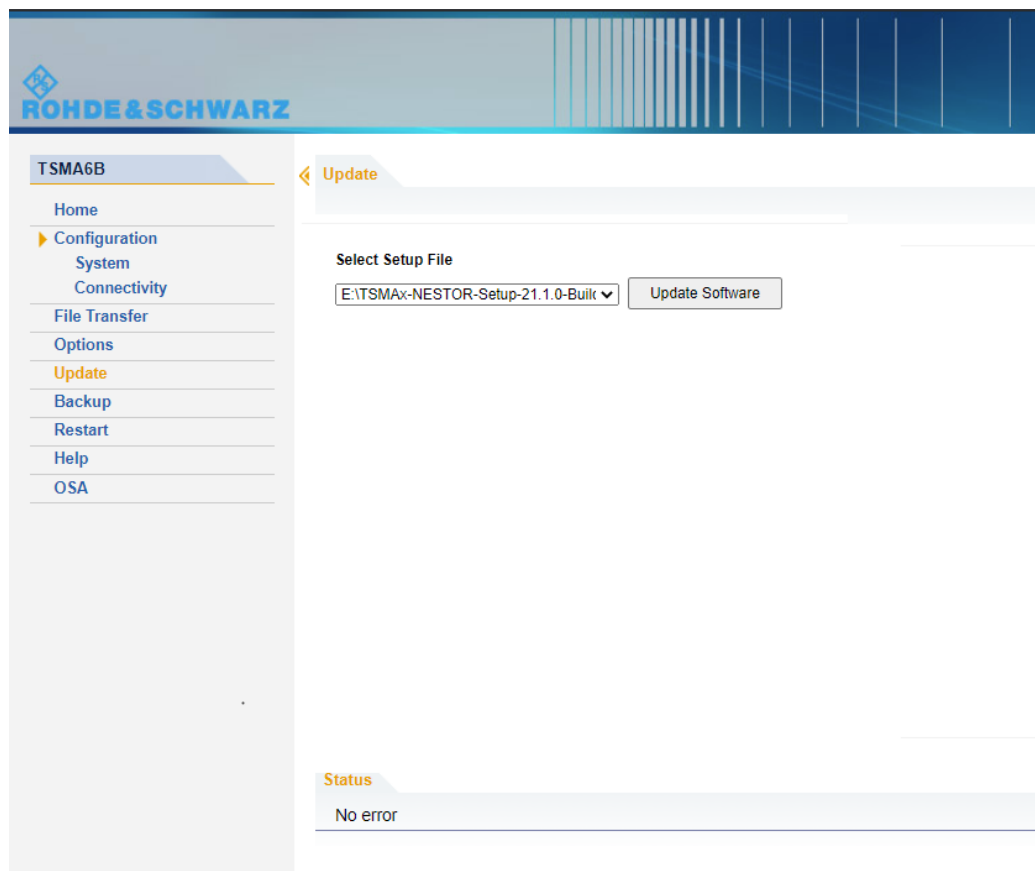 ROHDE&SCHWARZ
TSMA6B
Home
Configuration
System
Connectivity
File Transfer
Options
Update
Backup
Restart
Help
OSA
Update
Select Setup File
E:\TSMAx-NESTOR-Setup-21.1.0-Build
Update Software
Status
No error